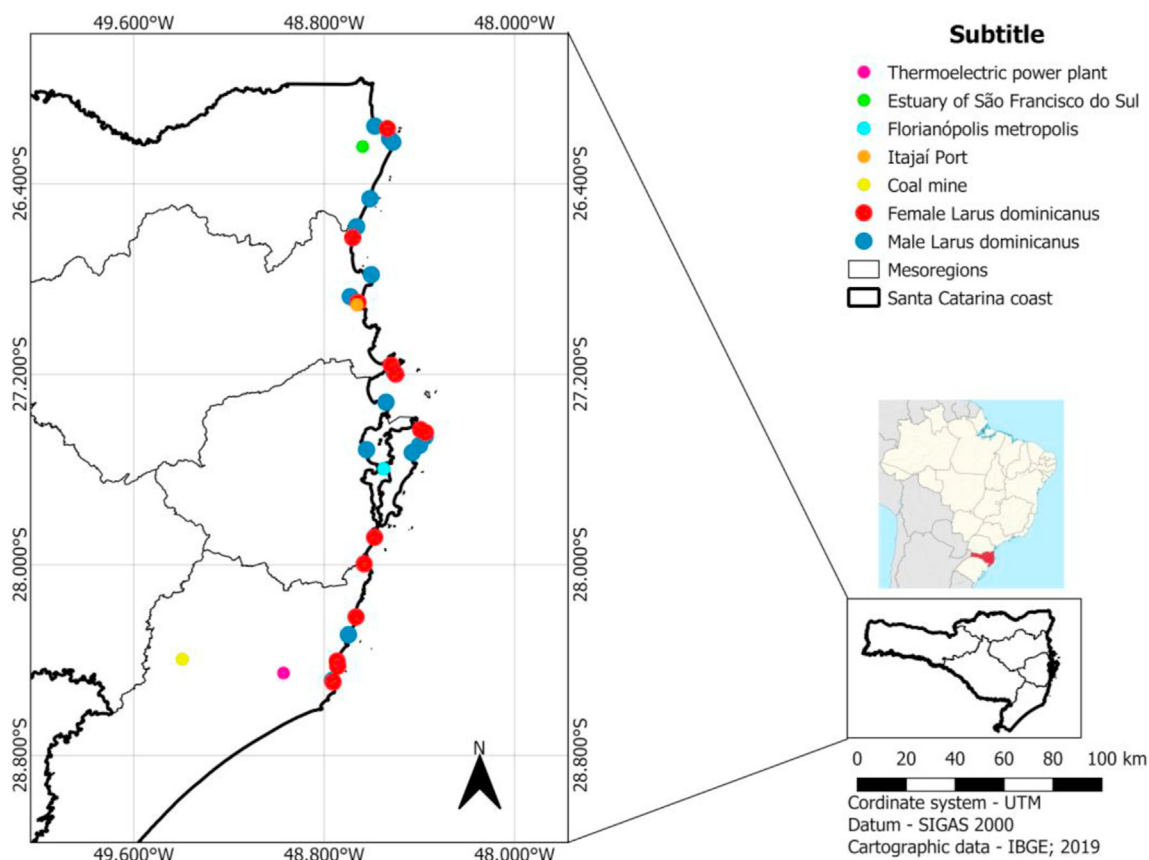 49.600°W 48.800°W 48.000°W
Subtitle
Thermoelectric power plant
Estuary of São Francisco do Sul
Florianópolis metropolis
Itajaí Port
Coal mine
Female Larus dominicanus
Male Larus dominicanus
Mesoregions
Santa Catarina coast
26.400°S 26.400°S
27.200°S 27.200°S
28.000°S 28.000°S
28.800°S 28.800°S
N
49.600°W 48.800°W 48.000°W
0 20 40 60 80 100 km
Cordinate system - UTM
Datum - SIGAS 2000
Cartographic data - IBGE; 2019